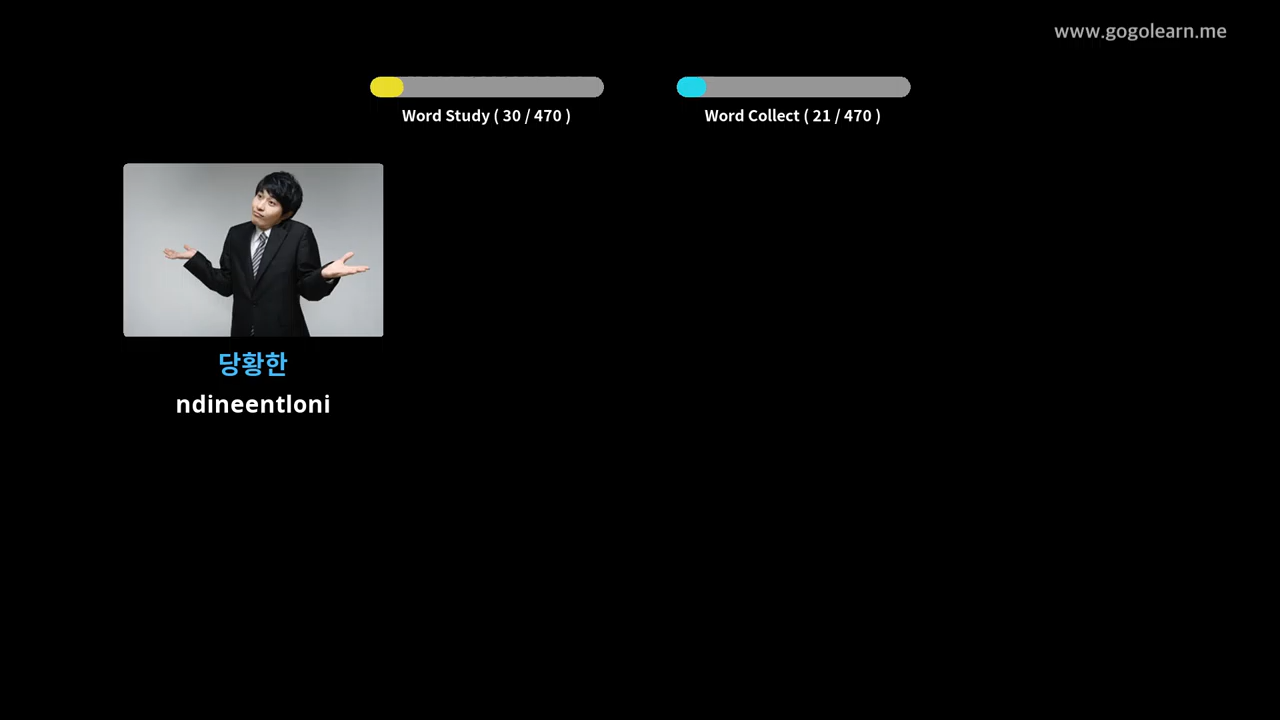 www.gogolearn.me
Word Study ( 30 / 470 )
Word Collect ( 21 / 470 )
당황한
ndineentloni